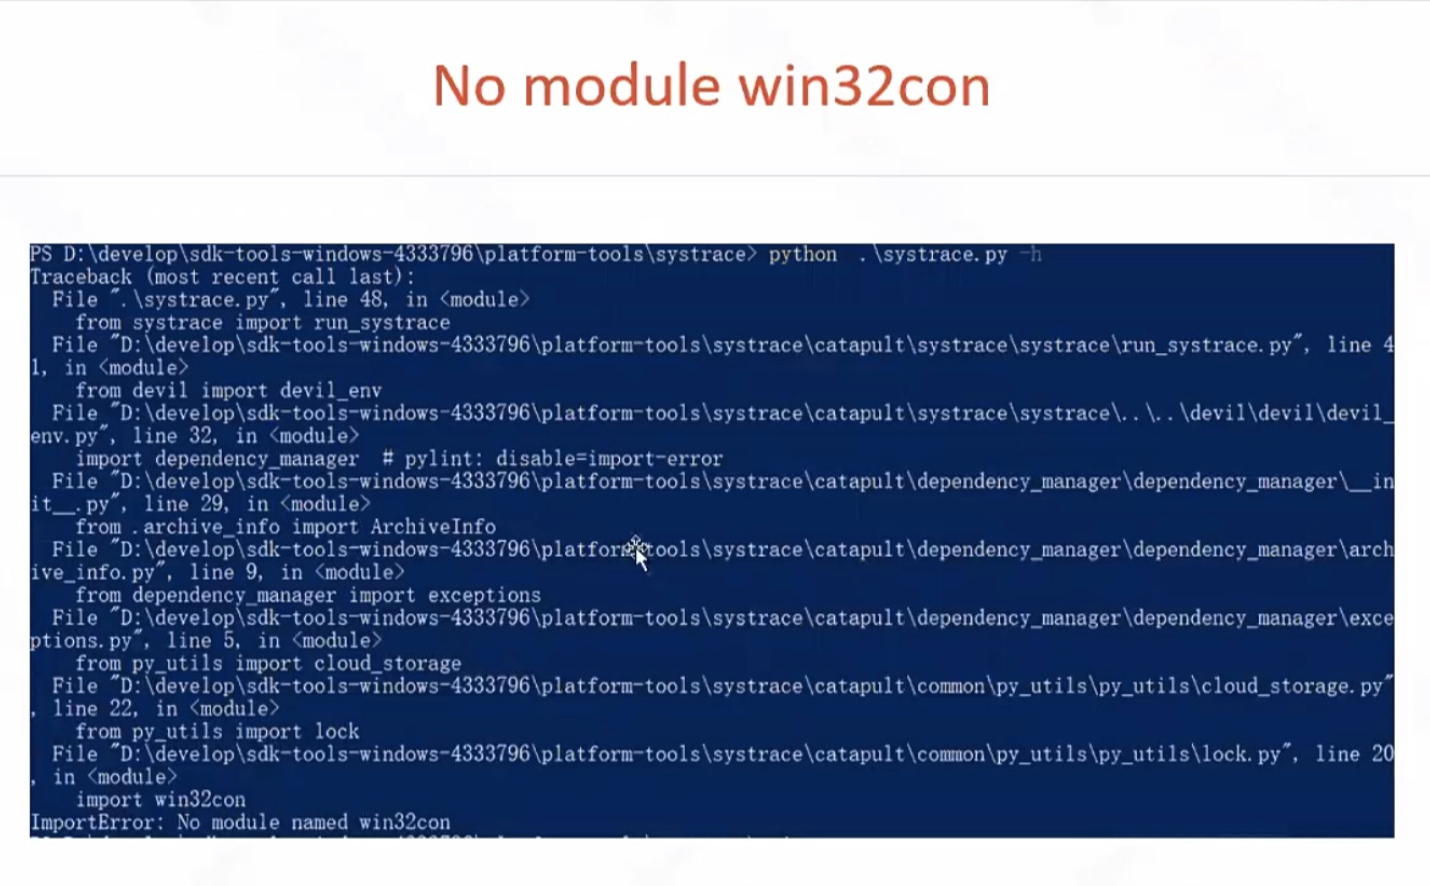 No module win32con
PS D:\develop\sdk-tools-windows-4333796\platform-tools\systrace> python .\systrace.py -h
Traceback (most recent call last):
  File ".\systrace.py", line 48, in <module>
    from systrace import run_systrace
  File "D:\develop\sdk-tools-windows-4333796\platform-tools\systrace\catapult\systrace\systrace\run_systrace.py", line 4
1, in <module>
    from devil import devil_env
  File "D:\develop\sdk-tools-windows-4333796\platform-tools\systrace\catapult\systrace\systrace\..\..\devil\devil\devil_
env.py", line 32, in <module>
    import dependency_manager  # pylint: disable=import-error
  File "D:\develop\sdk-tools-windows-4333796\platform-tools\systrace\catapult\dependency_manager\dependency_manager\__in
it__.py", line 29, in <module>
    from .archive_info import ArchiveInfo
  File "D:\develop\sdk-tools-windows-4333796\platform-tools\systrace\catapult\dependency_manager\dependency_manager\arch
ive_info.py", line 9, in <module>
    from dependency_manager import exceptions
  File "D:\develop\sdk-tools-windows-4333796\platform-tools\systrace\catapult\dependency_manager\dependency_manager\exce
ptions.py", line 5, in <module>
    from py_utils import cloud_storage
  File "D:\develop\sdk-tools-windows-4333796\platform-tools\systrace\catapult\common\py_utils\py_utils\cloud_storage.py"
, line 22, in <module>
    from py_utils import lock
  File "D:\develop\sdk-tools-windows-4333796\platform-tools\systrace\catapult\common\py_utils\py_utils\lock.py", line 20
, in <module>
    import win32con
ImportError: No module named win32con